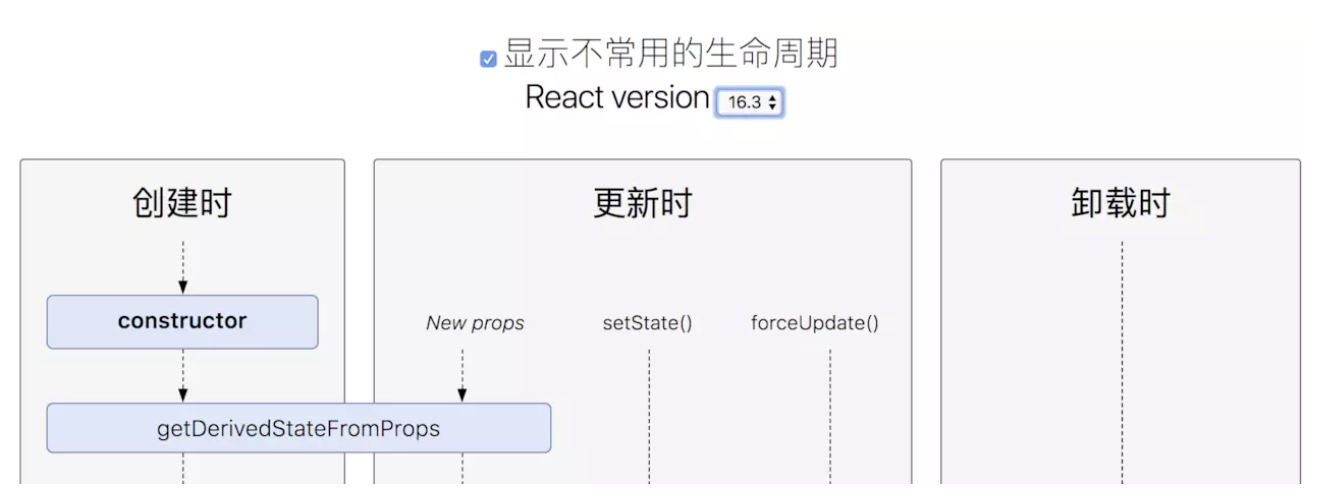 显示不常用的生命周期
React version 16.3
创建时
更新时
卸载时
constructor
New props
setState()
forceUpdate()
getDerivedStateFromProps